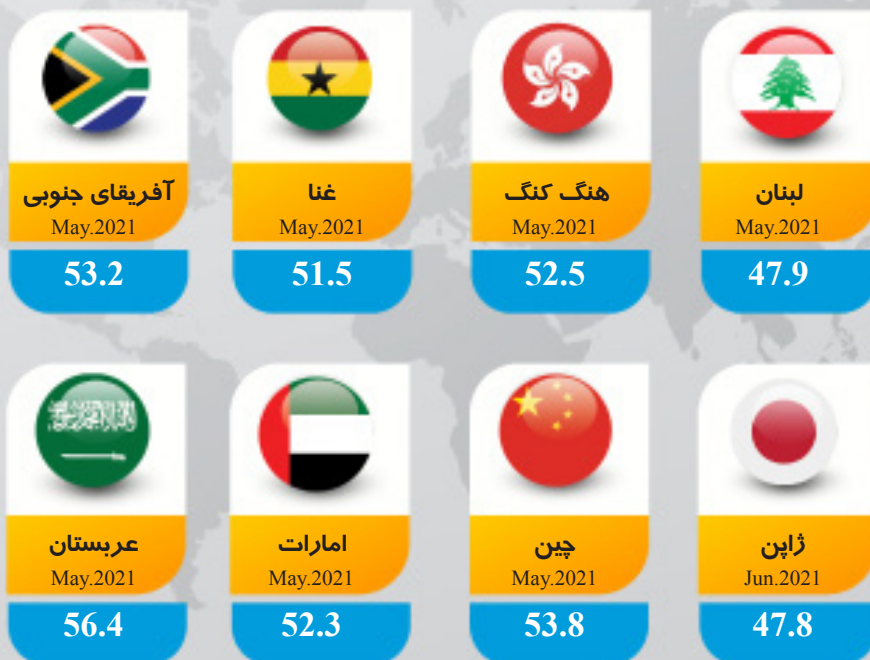 لبنان
May.2021
47.9
هنگ کنگ
May.2021
52.5
غنا
May.2021
51.5
آفریقای جنوبی
May.2021
53.2
ژاپن
Jun.2021
47.8
چین
May.2021
53.8
امارات
May.2021
52.3
عربستان
May.2021
56.4